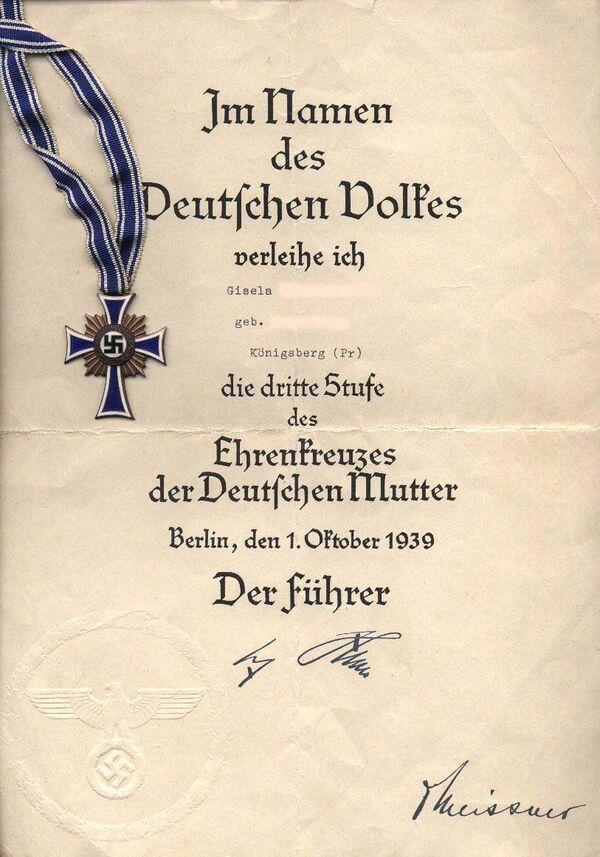 Im Namen
des
Deutschen Volkes
verleihe ich
Gisela
geb.
Königsberg (Pr)
die dritte Stufe
des
Ehrenkreuzes
der Deutschen Mutter
Berlin, den 1. Oktober 1939
Der Führer
Meissner